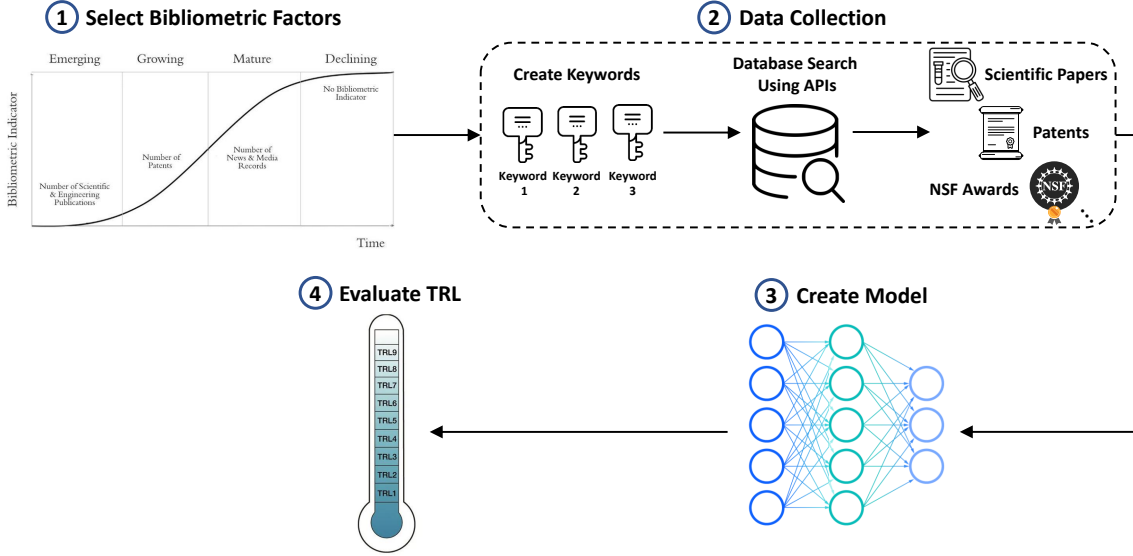 1 Select Bibliometric Factors
Emerging Growing Mature Declining
Bibliometric Indicator
Number of Scientific
& Engineering
Publications
Number of
Patents
Number of
News & Media
Records
No Bibliometric
Indicator
Time
2 Data Collection
Create Keywords
Keyword
1
Keyword
2
Keyword
3
Database Search
Using APIs
Scientific Papers
Patents
NSF Awards
NSF
3 Create Model
4 Evaluate TRL
TRL9
TRL8
TRL7
TRL6
TRL5
TRL4
TRL3
TRL2
TRL1